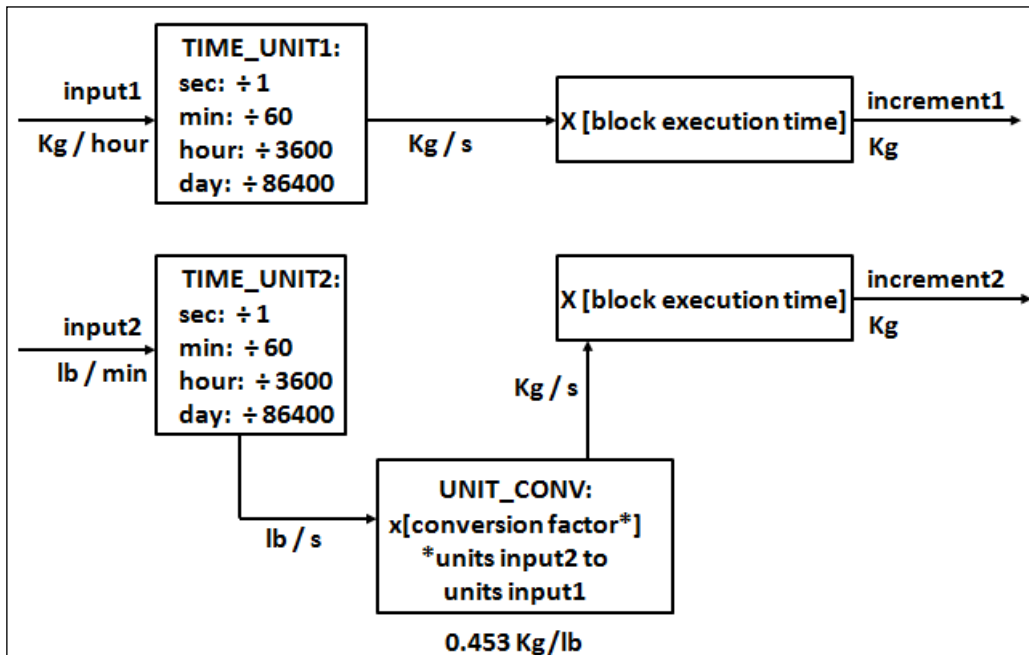 TIME_UNIT1:
sec: ÷ 1
min: ÷ 60
hour: ÷ 3600
day: ÷ 86400
input1
Kg / hour
Kg / s
X [block execution time]
increment1
Kg
TIME_UNIT2:
sec: ÷ 1
min: ÷ 60
hour: ÷ 3600
day: ÷ 86400
input2
lb / min
lb / s
UNIT_CONV:
x[conversion factor*]
*units input2 to
units input1
0.453 Kg/lb
Kg / s
X [block execution time]
increment2
Kg